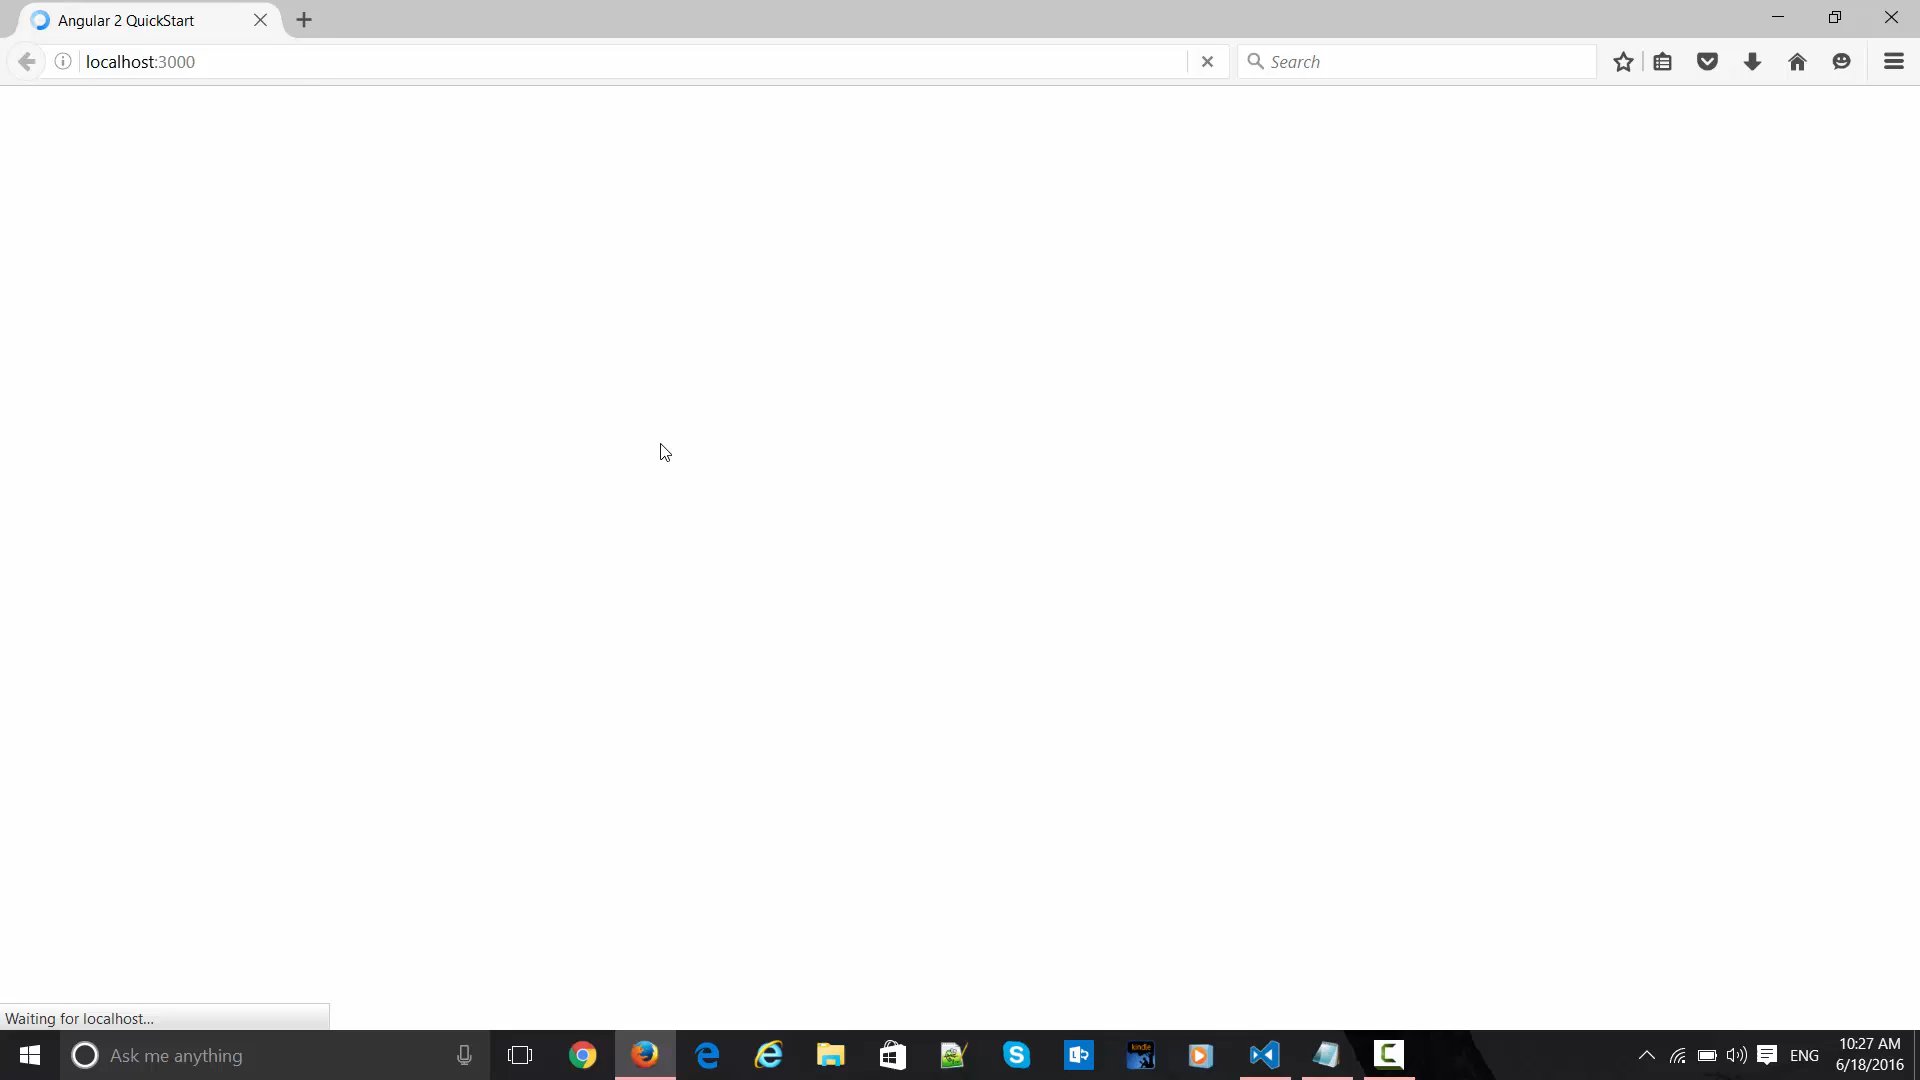 Angular 2 QuickStart
localhost:3000
Search
Waiting for localhost...
Ask me anything
kindle
ENG
10:27 AM
6/18/2016